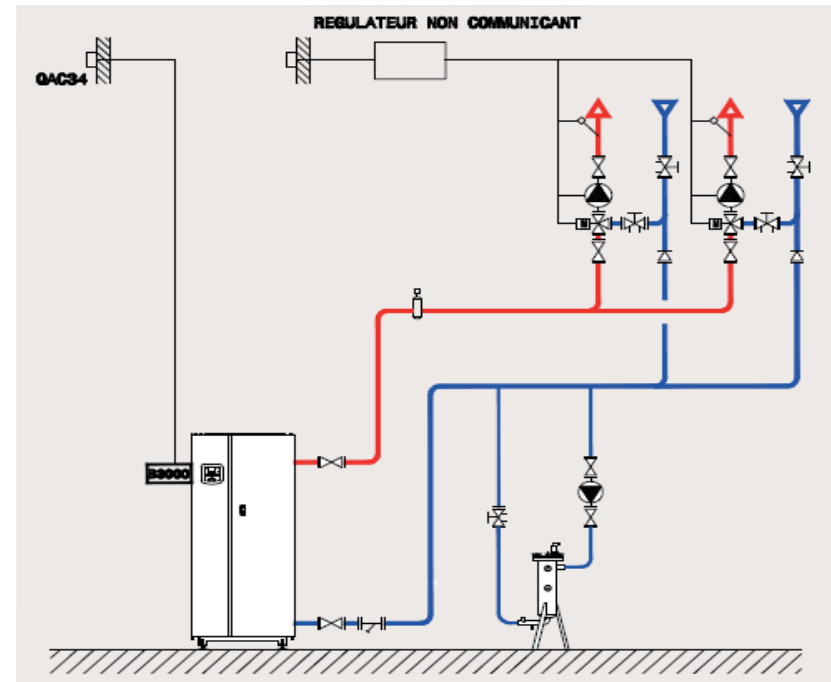 REGULATEUR NON COMMUNICANT
QAC34
M
M
B3000